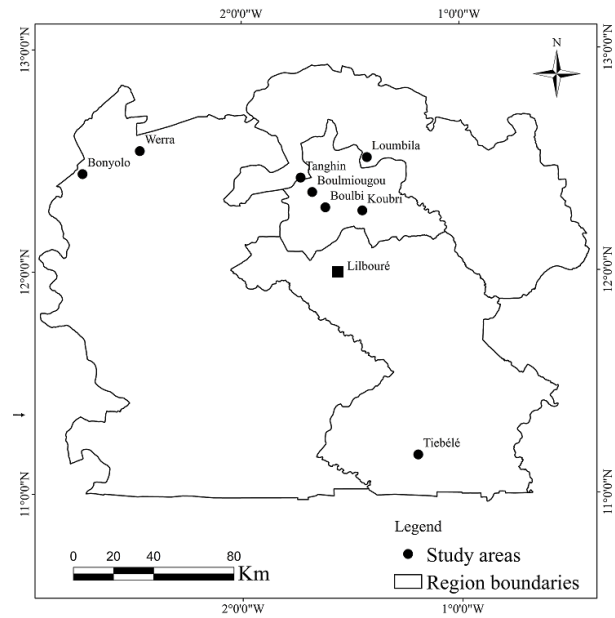 2°0'0"W
1°0'0"W
13°0'0"N
13°0'0"N
N
Werra
Loumbila
Bonyolo
Tanghin
Boulmiougou
Boulbi
Koubri
12°0'0"N
12°0'0"N
Lilbouré
Tiébélé
11°0'0"N
11°0'0"N
Legend
Study areas
Region boundaries
0 20 40 80
Km
2°0'0"W
1°0'0"W